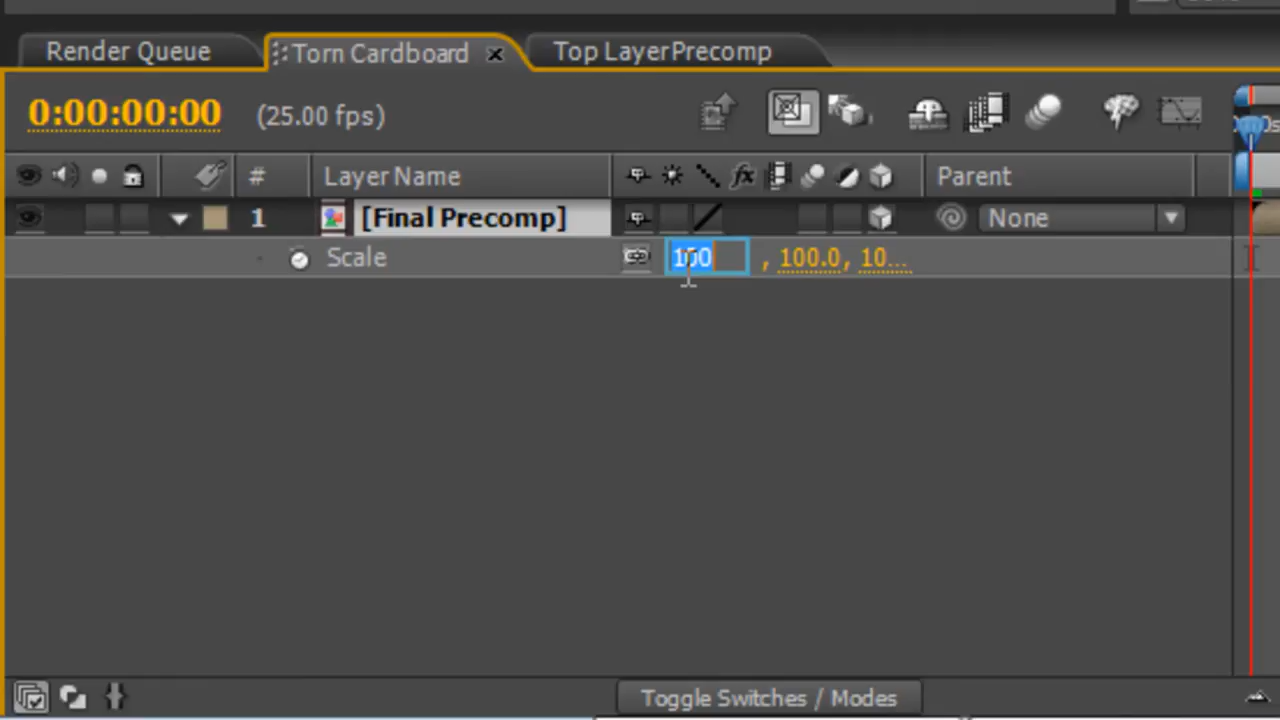 Render Queue Torn Cardboard Top LayerPrecomp
0:00:00:00 (25.00 fps)
# Layer Name fx Parent
1 [Final Precomp] None
Scale 100 , 100.0, 10...
Toggle Switches / Modes